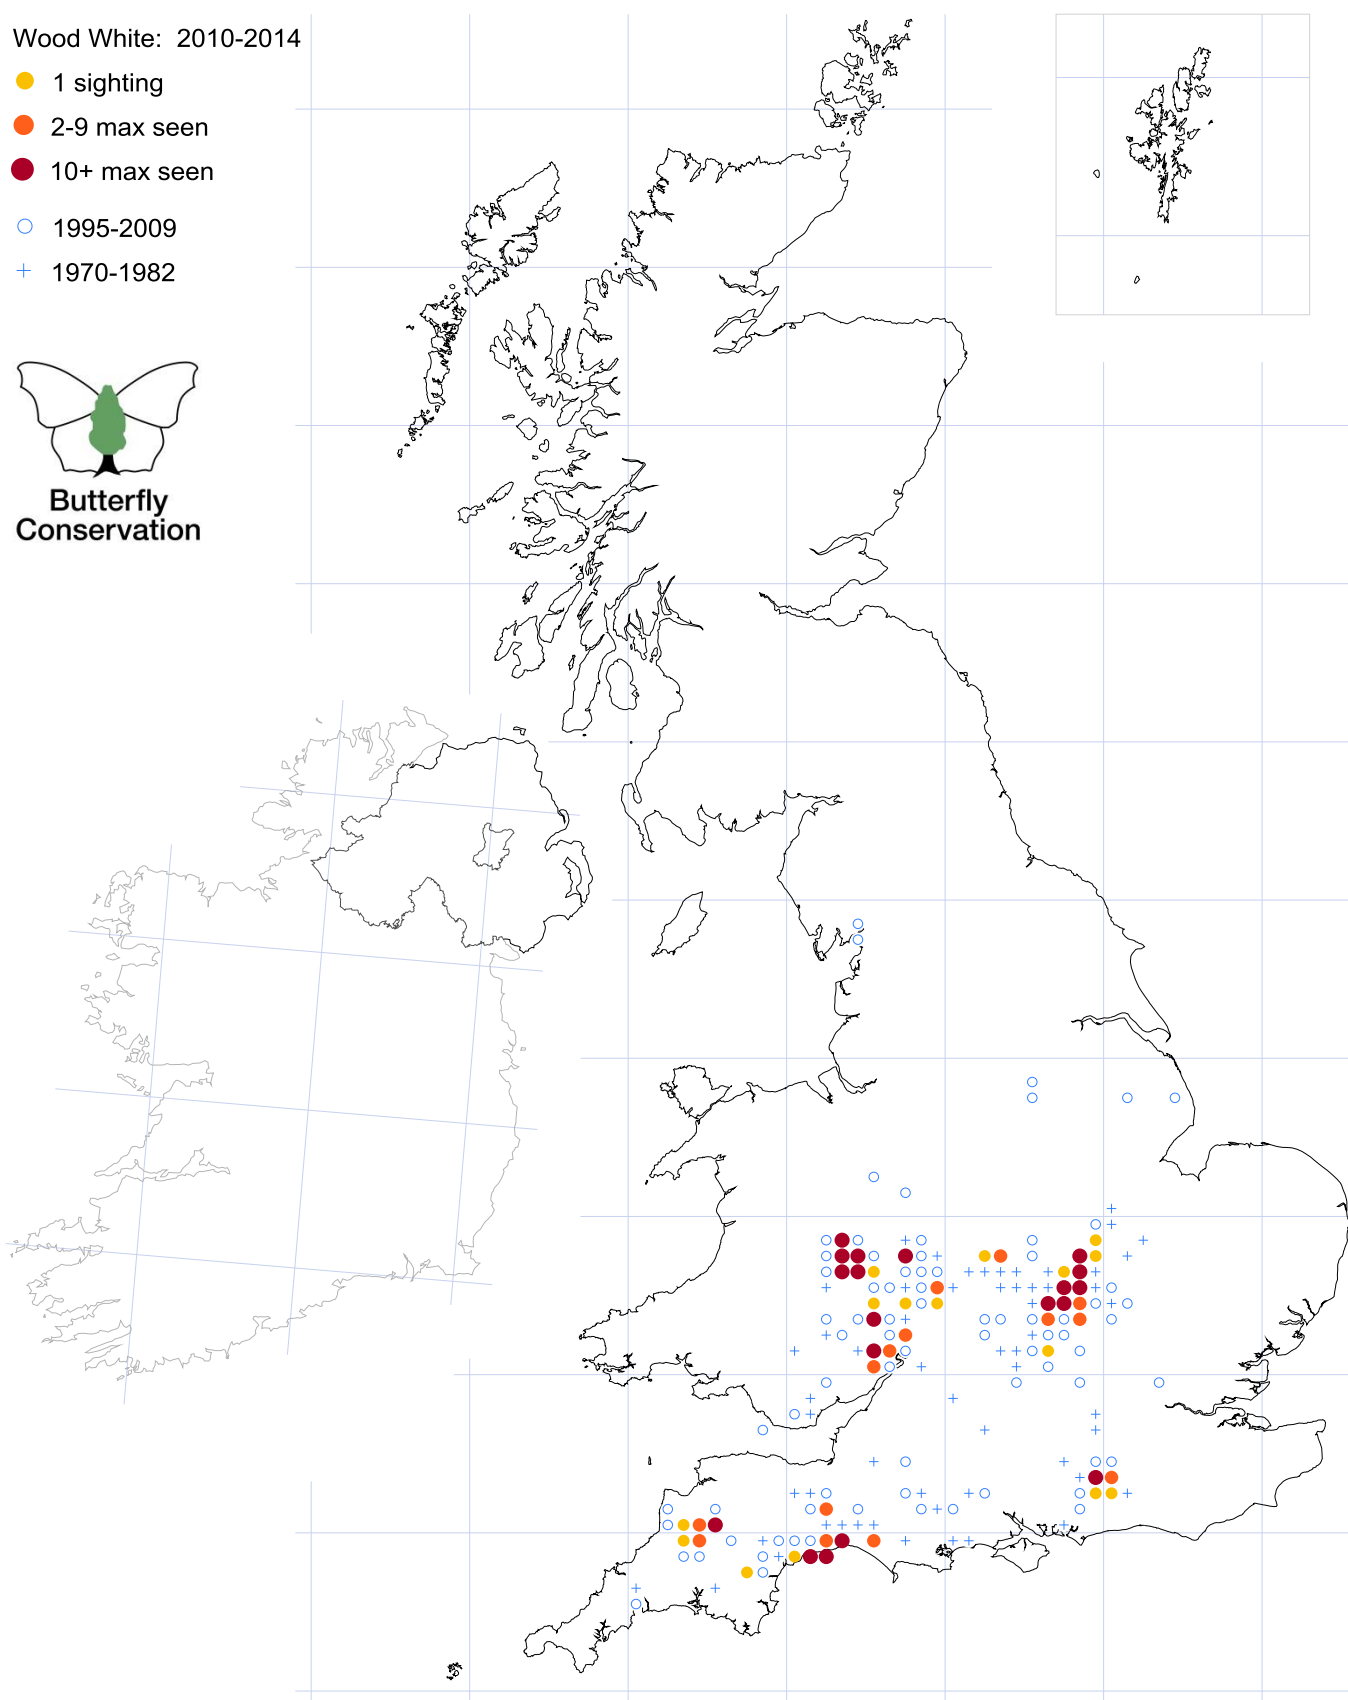 Wood White: 2010-2014
1 sighting
2-9 max seen
10+ max seen
1995-2009
1970-1982
Butterfly
Conservation